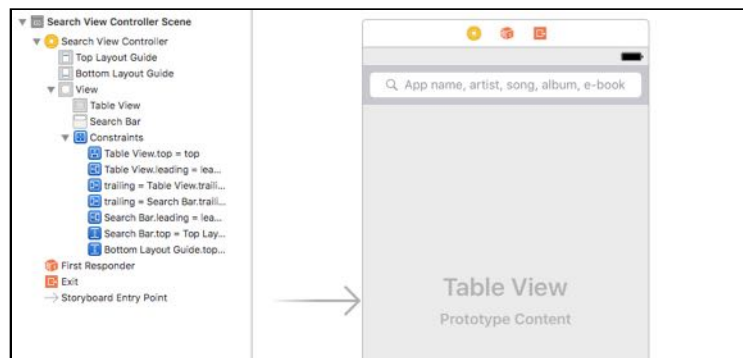 Search View Controller Scene
Search View Controller
Top Layout Guide
Bottom Layout Guide
View
Table View
Search Bar
Constraints
Table View.top = top
Table View.leading = lea...
trailing = Table View.traili...
trailing = Search Bar.traili...
Search Bar.leading = lea...
Search Bar.top = Top Lay...
Bottom Layout Guide.top...
First Responder
Exit
Storyboard Entry Point
App name, artist, song, album, e-book
Table View
Prototype Content